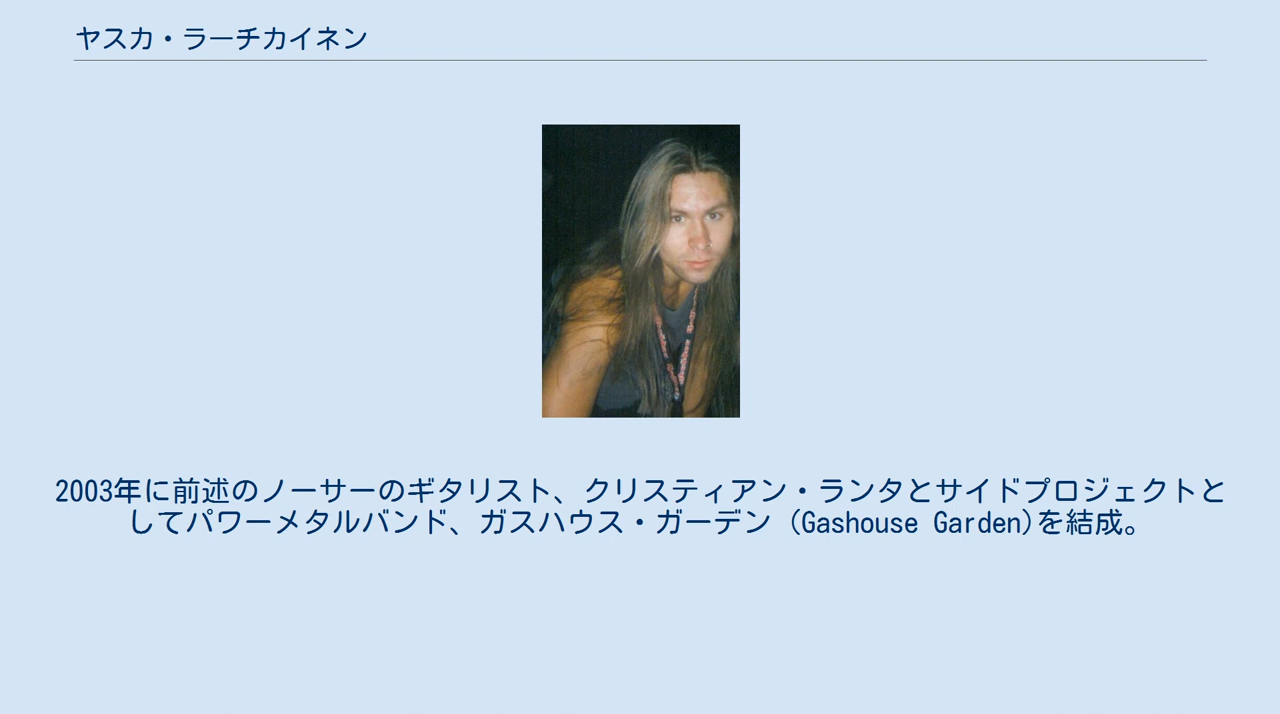 ヤスカ・ラーチカイネン
2003年に前述のノーサーのギタリスト、クリスティアン・ランタとサイドプロジェクトと
してパワーメタルバンド、ガスハウス・ガーデン (Gashouse Garden)を結成。